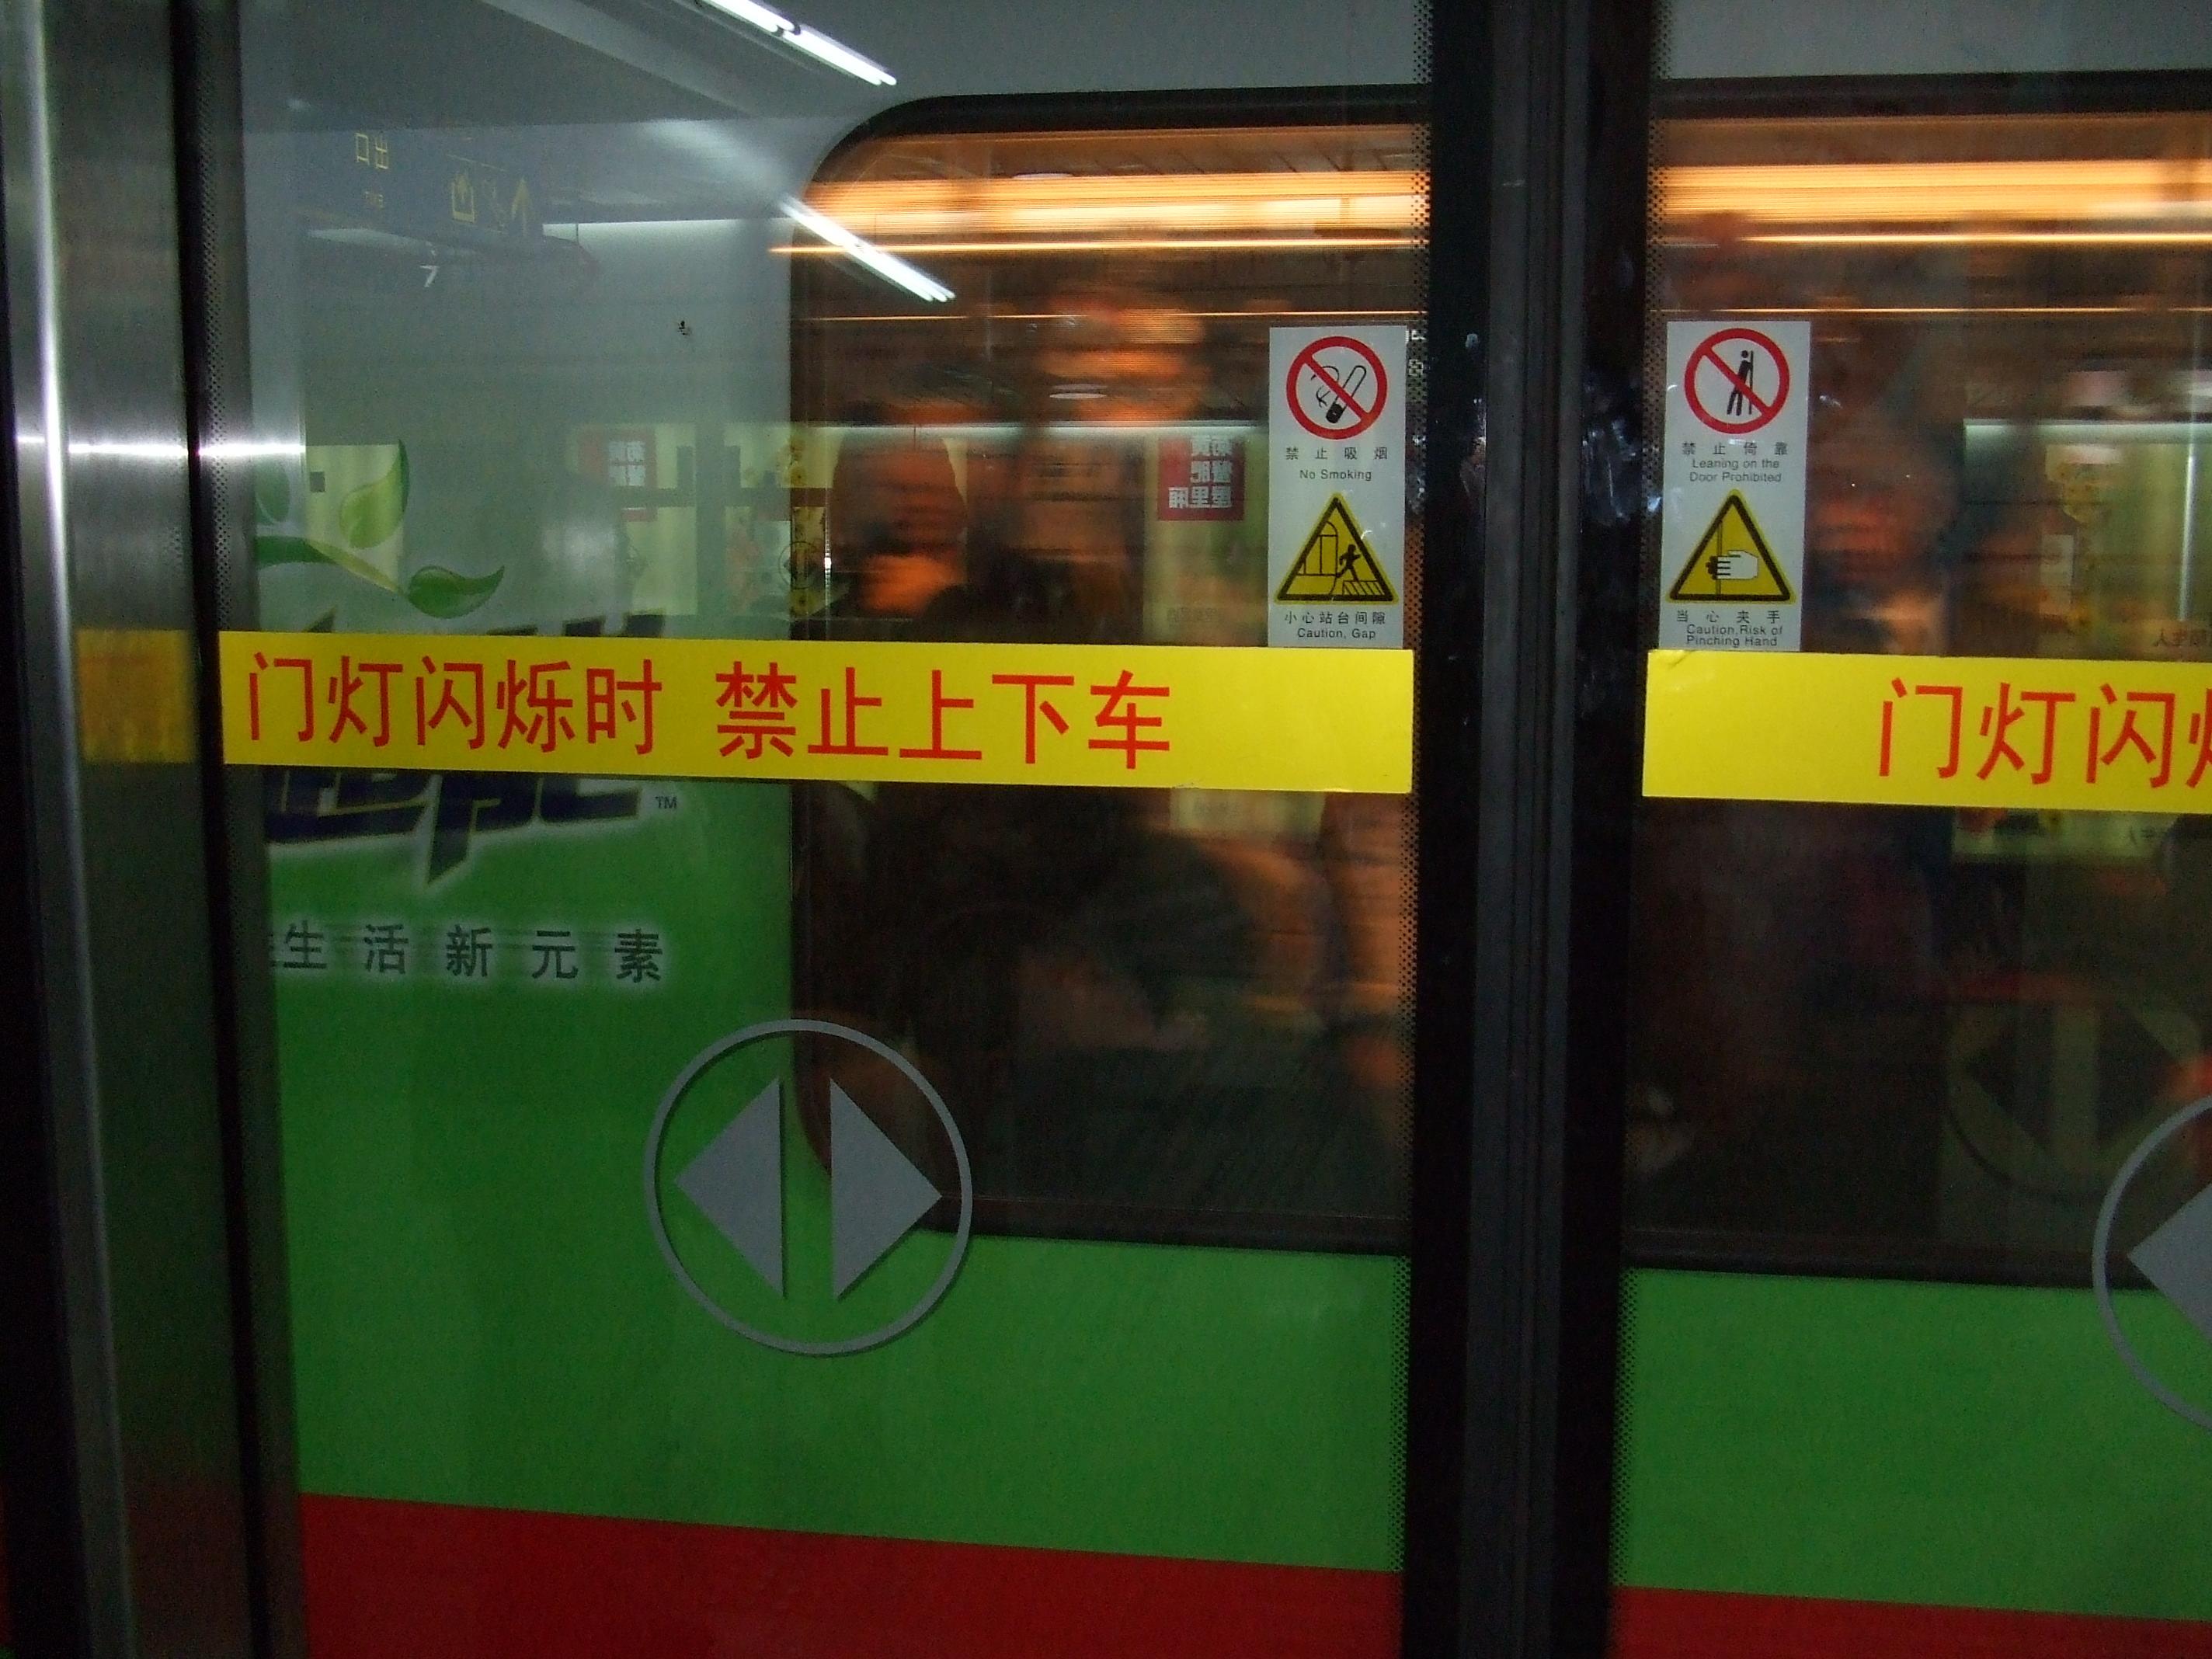 禁止吸烟
No Smoking
小心站台间隙
Caution, Gap
禁止倚靠
Leaning on the
Door Prohibited
当心夹手
Caution,Risk of
Pinching Hand
门灯闪烁时 禁止上下车
门灯闪
TM
生活新元素
出口
7